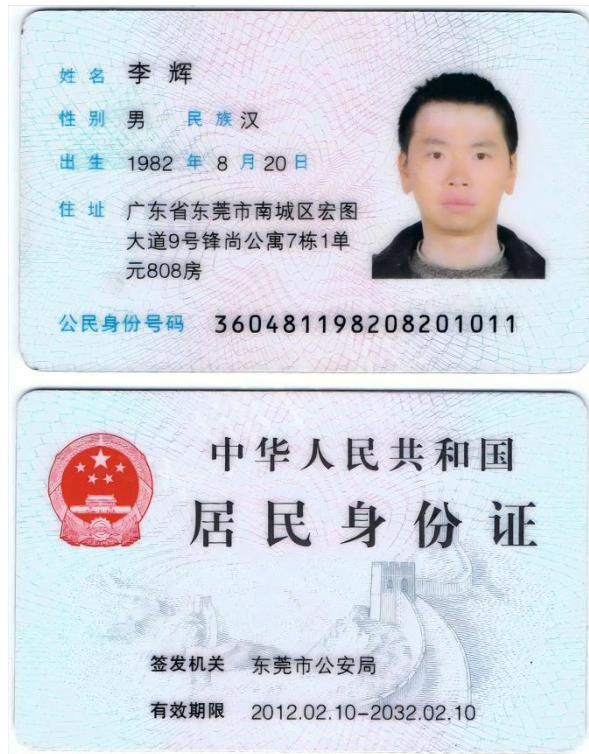 姓名 李辉
性别 男 民族 汉
出生 1982 年 8 月 20 日
住址 广东省东莞市南城区宏图
大道9号锋尚公寓7栋1单
元808房
公民身份号码 360481198208201011
中华人民共和国
居民身份证
签发机关 东莞市公安局
有效期限 2012.02.10-2032.02.10